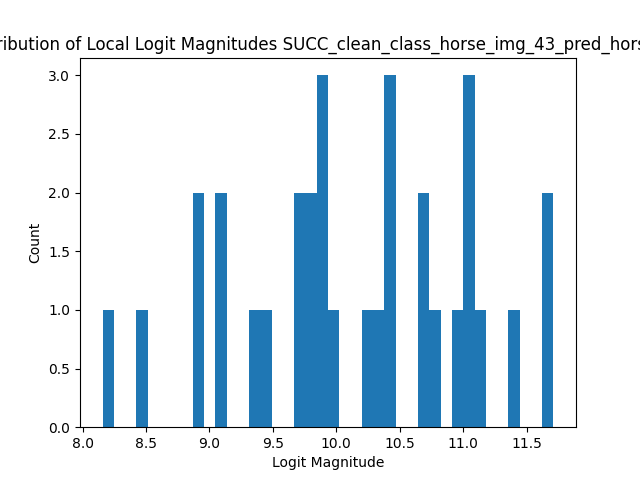 ribution of Local Logit Magnitudes SUCC_clean_class_horse_img_43_pred_hors
3.0
2.5
2.0
1.5
1.0
0.5
0.0
Count
8.0 8.5 9.0 9.5 10.0 10.5 11.0 11.5
Logit Magnitude